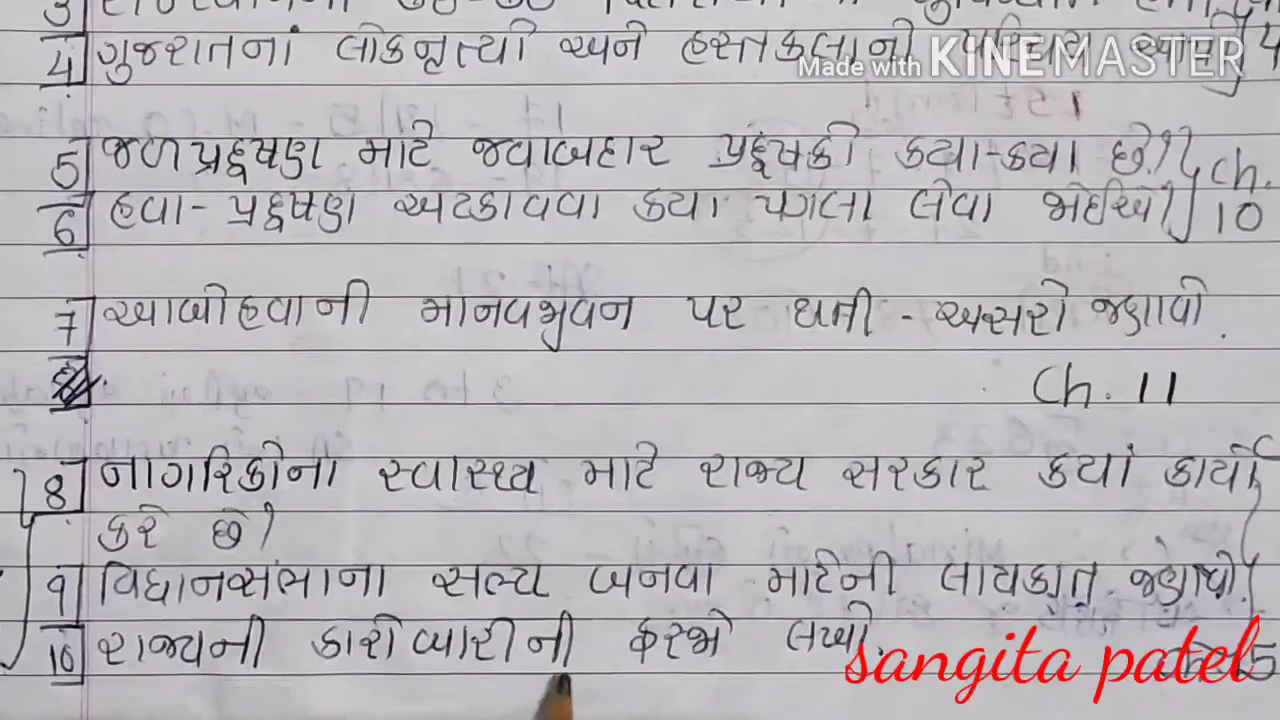 4 ગુજરાતનાં લોકનૃત્યો અને હસ્તકલાનો
Made with KINEMASTER
5 જળપ્રદૂષણ માટે જવાબદાર પ્રદૂષકો કયા-કયા છે? Ch.
6 હવા-પ્રદૂષણ અટકાવવા કયા પગલા લેવા જોઈએ? 10
7 આબોહવાની માનવજીવન પર થતી-અસરો જણાવો.
Ch. 11
8 નાગરિકોના સ્વાસ્થ્ય માટે રાજ્ય સરકાર કયાં કાર્યો
કરે છે?
9 વિધાનસભાના સભ્ય બનવા માટેની લાયકાત જણાવો.
10 રાજ્યની કારોબારીની ફરજો લખો.
sangita patel